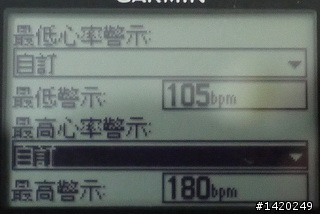 GARMIN
最低心率警示:
自訂
最低警示: 105bpm
最高心率警示:
自訂
最高警示: 180bpm
#1420249